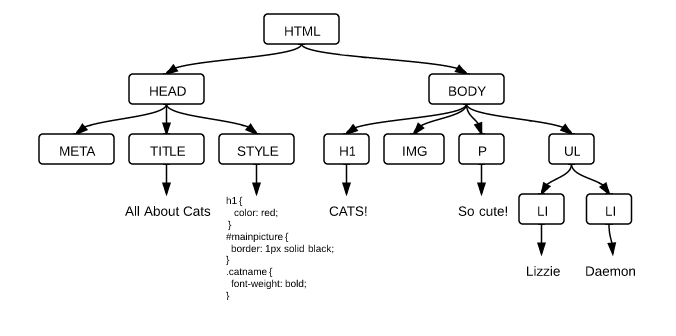 HTML
HEAD
BODY
META
TITLE
STYLE
H1
IMG
P
UL
All About Cats
h1 {
color: red;
}
#mainpicture {
border: 1px solid black;
}
.catname {
font-weight: bold;
}
CATS!
So cute!
LI
LI
Lizzie
Daemon